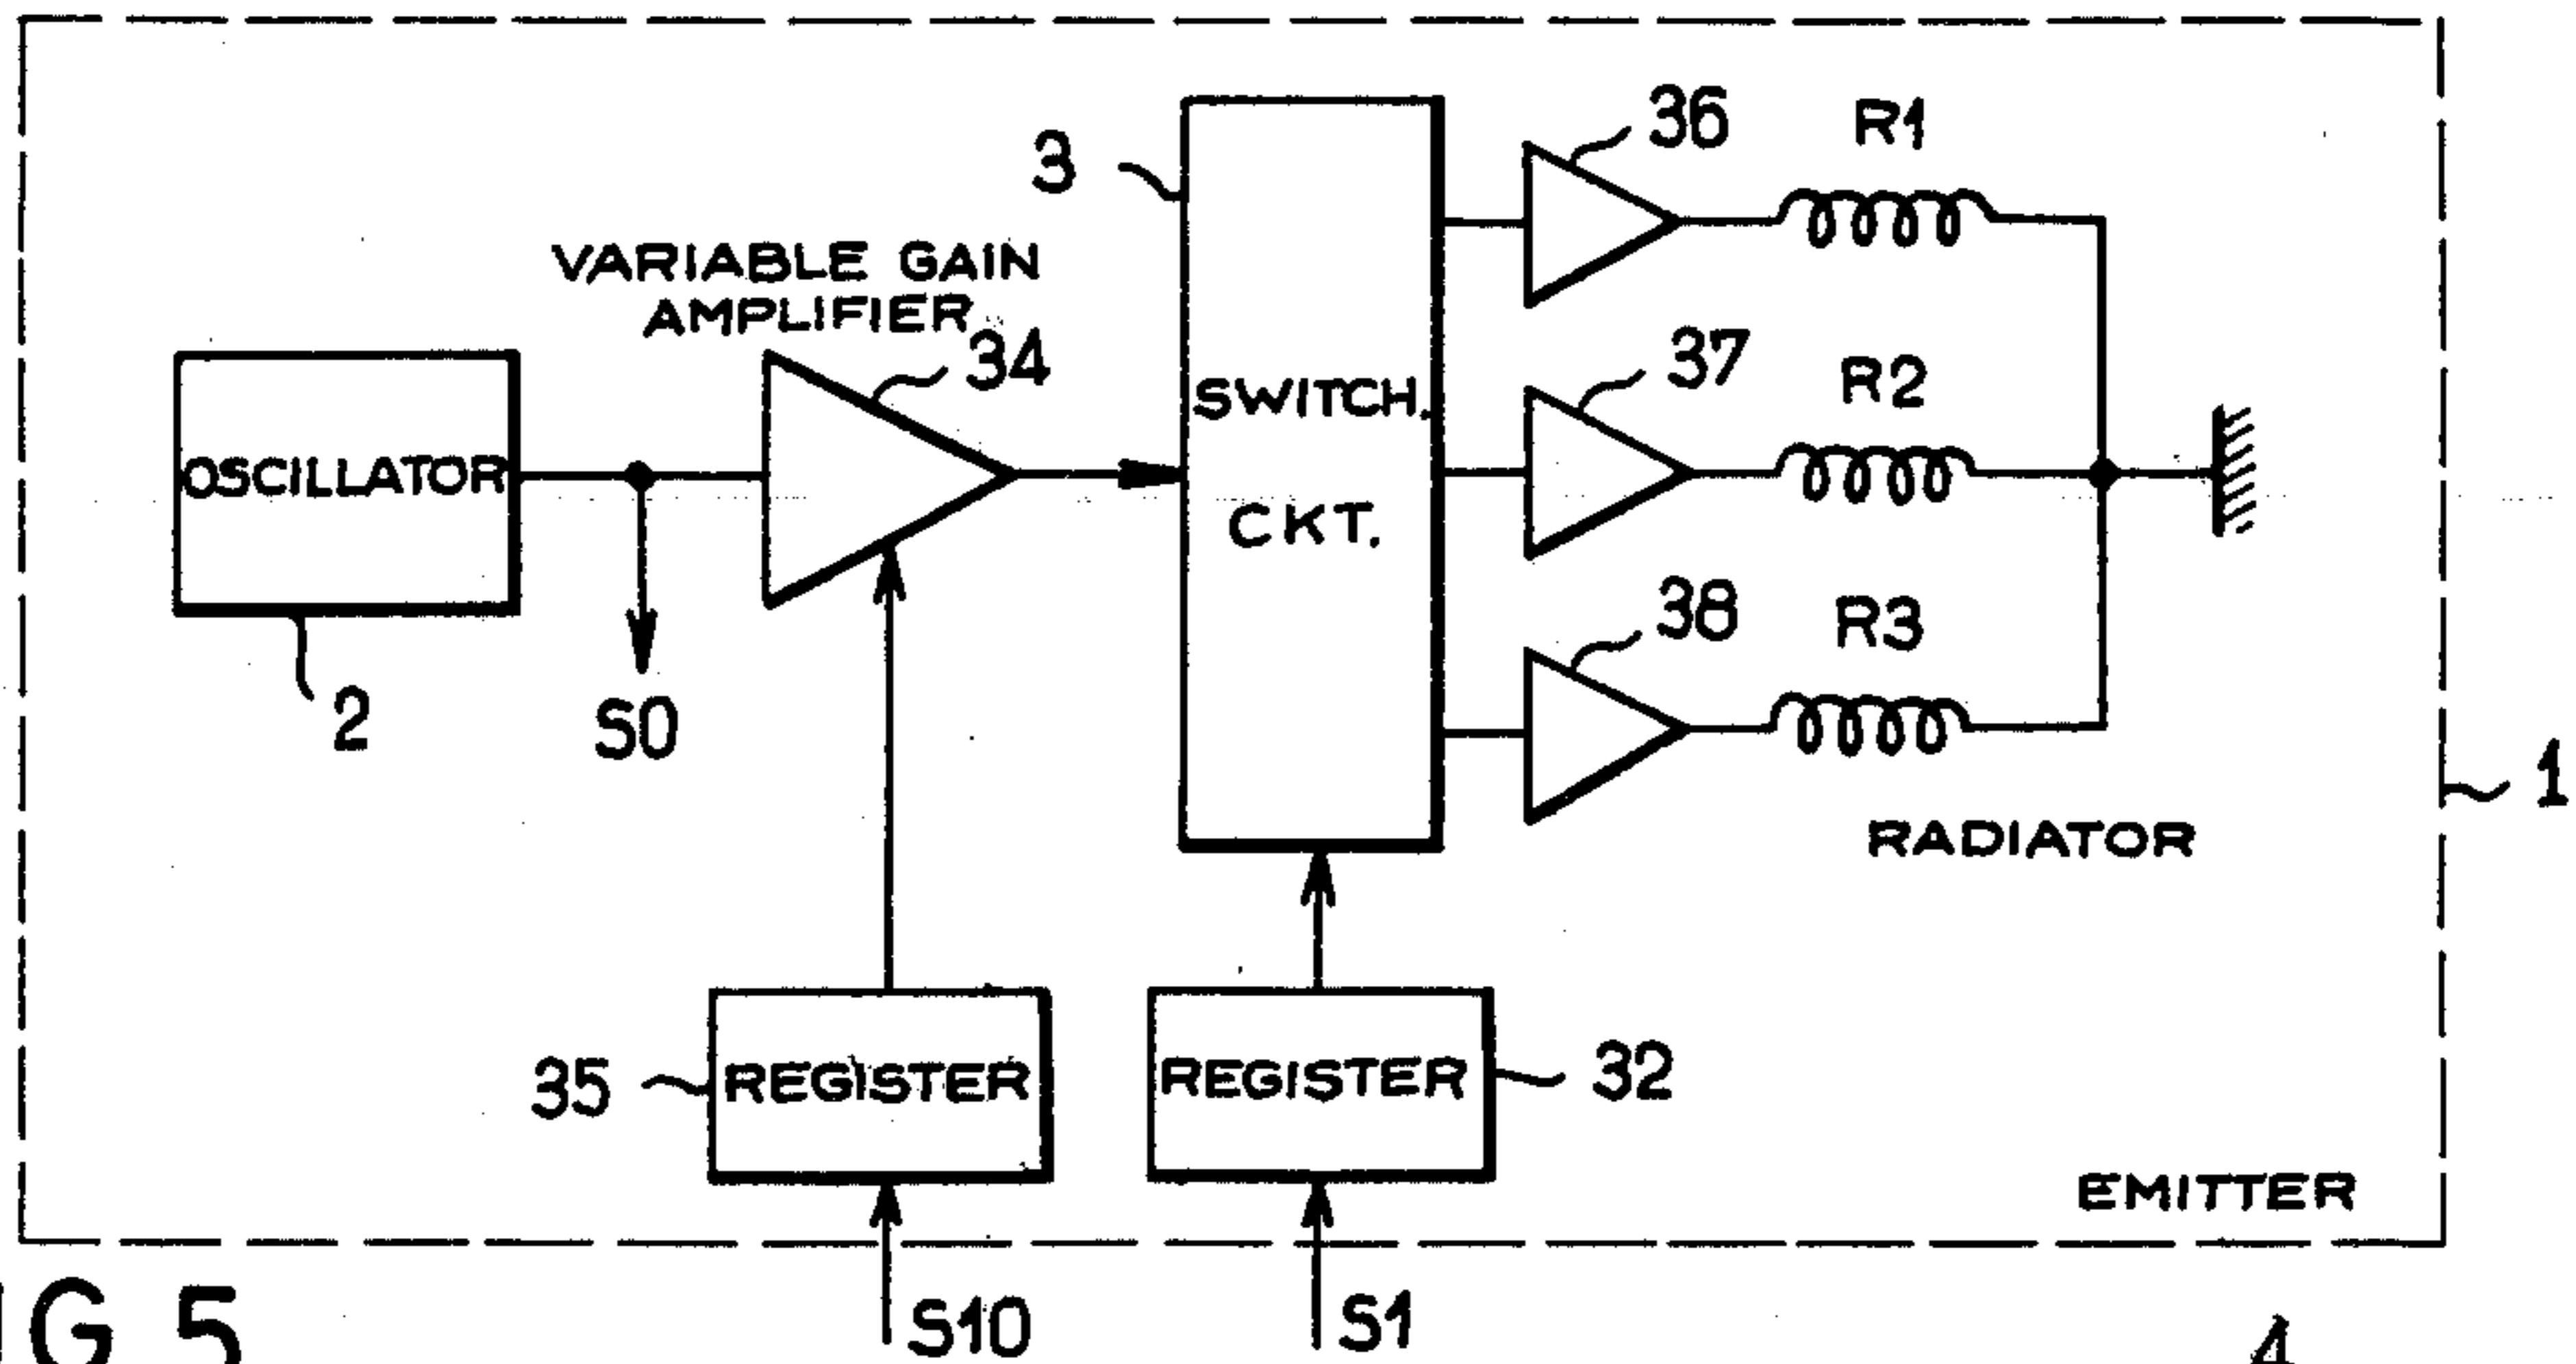 36
R1
3
VARIABLE GAIN
AMPLIFIER
34
37
R2
SWITCH.
CKT.
OSCILLATOR
38
R3
2
S0
1
RADIATOR
35
REGISTER
REGISTER
32
EMITTER
S10
S1
G 5
4